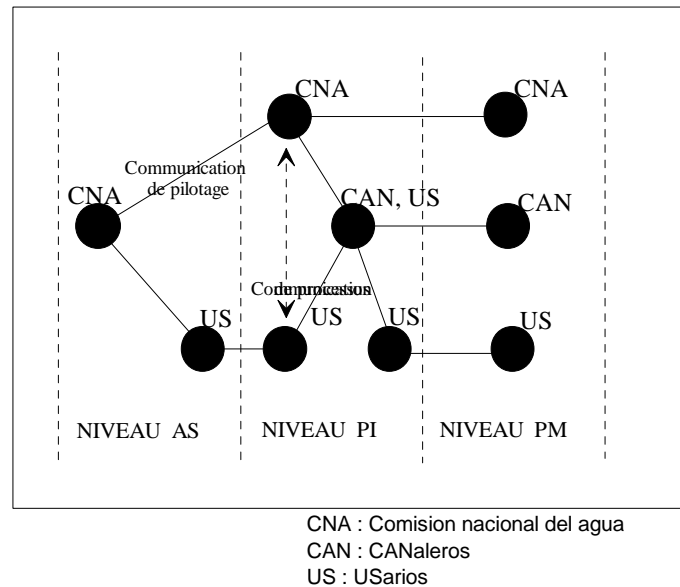 CNA
CNA
Communication
de pilotage
CNA
CAN, US
CAN
US
US
US
US
NIVEAU AS
NIVEAU PI
NIVEAU PM
CNA : Comision nacional del agua
CAN : CANaleros
US : USarios